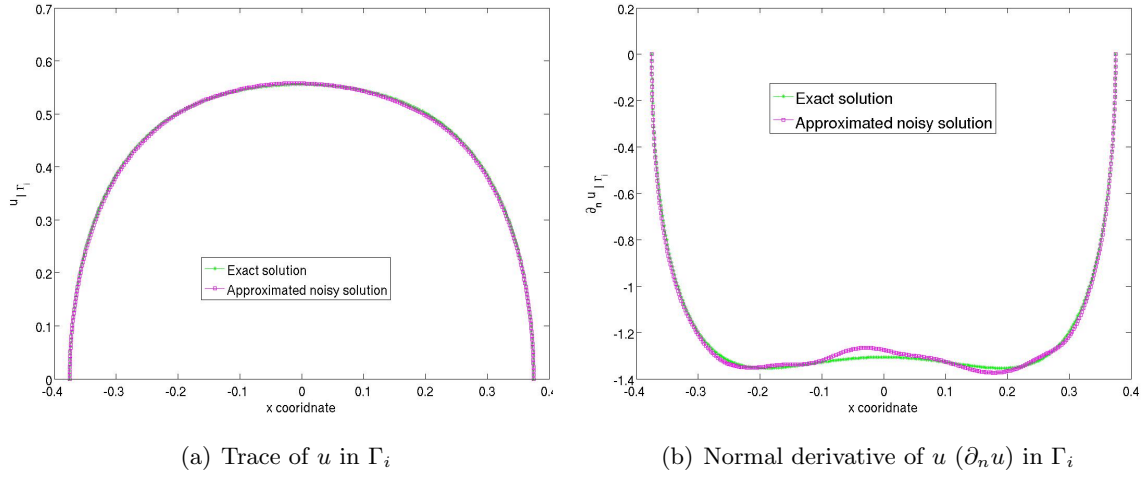 0.7
0.6
0.5
0.4
0.3
0.2
0.1
0
u | Γi
Exact solution
Approximated noisy solution
-0.4 -0.3 -0.2 -0.1 0 0.1 0.2 0.3 0.4
x cooridnate
(a) Trace of u in Γi
0.2
0
-0.2
-0.4
-0.6
-0.8
-1
-1.2
-1.4
∂n u | Γi
Exact solution
Approximated noisy solution
-0.4 -0.3 -0.2 -0.1 0 0.1 0.2 0.3 0.4
x cooridnate
(b) Normal derivative of u (∂nu) in Γi